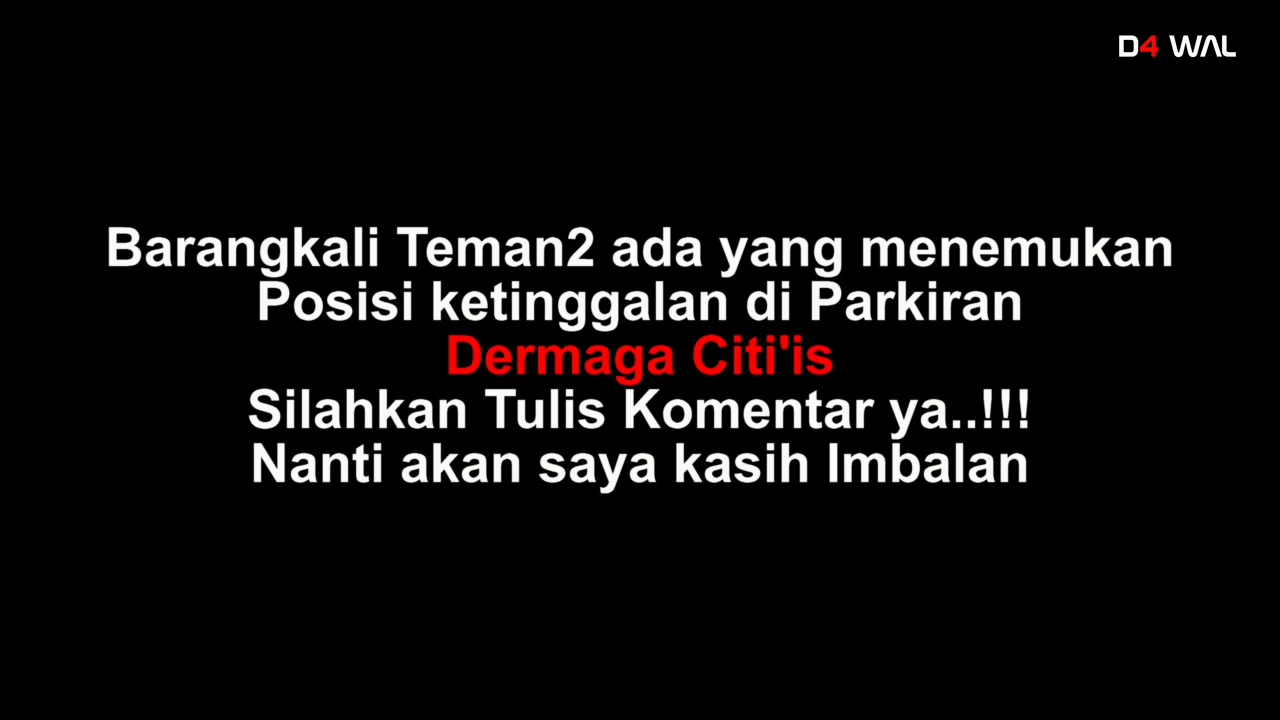 D4 WAL
Barangkali Teman2 ada yang menemukan
Posisi ketinggalan di Parkiran
Dermaga Citi'is
Silahkan Tulis Komentar ya..!!!
Nanti akan saya kasih Imbalan